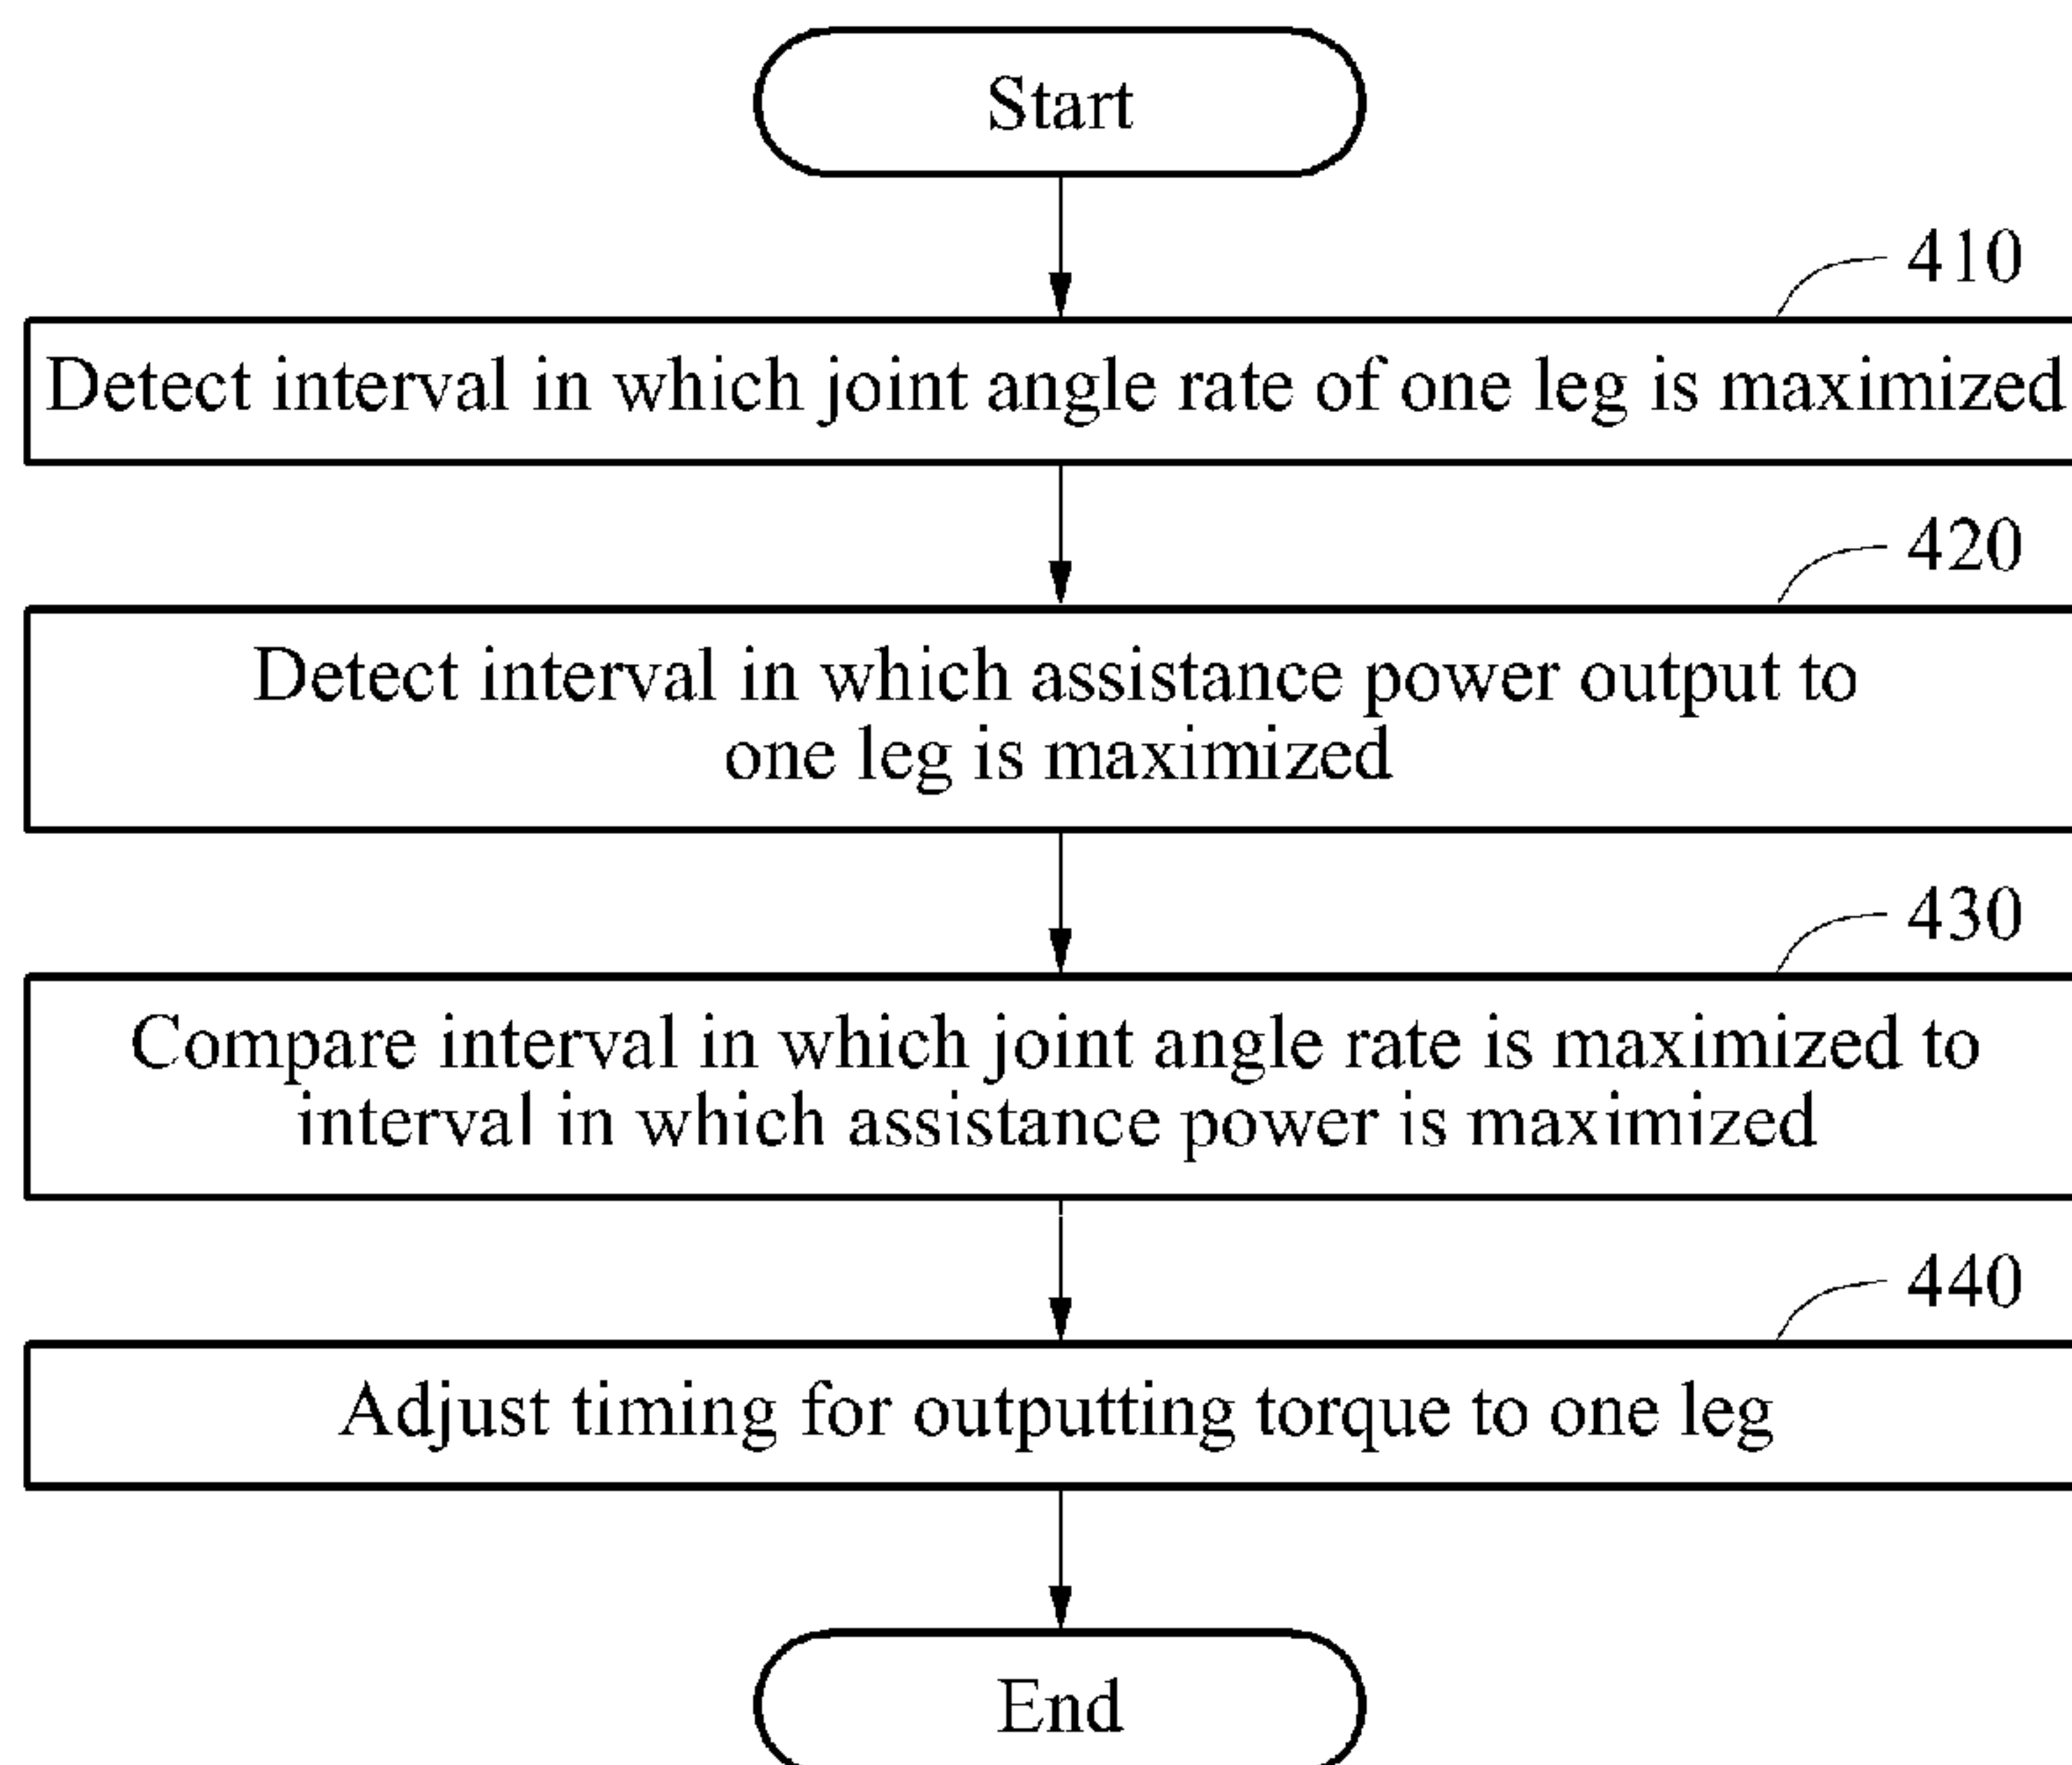 Start
410
Detect interval in which joint angle rate of one leg is maximized
420
Detect interval in which assistance power output to
one leg is maximized
430
Compare interval in which joint angle rate is maximized to
interval in which assistance power is maximized
440
Adjust timing for outputting torque to one leg
End